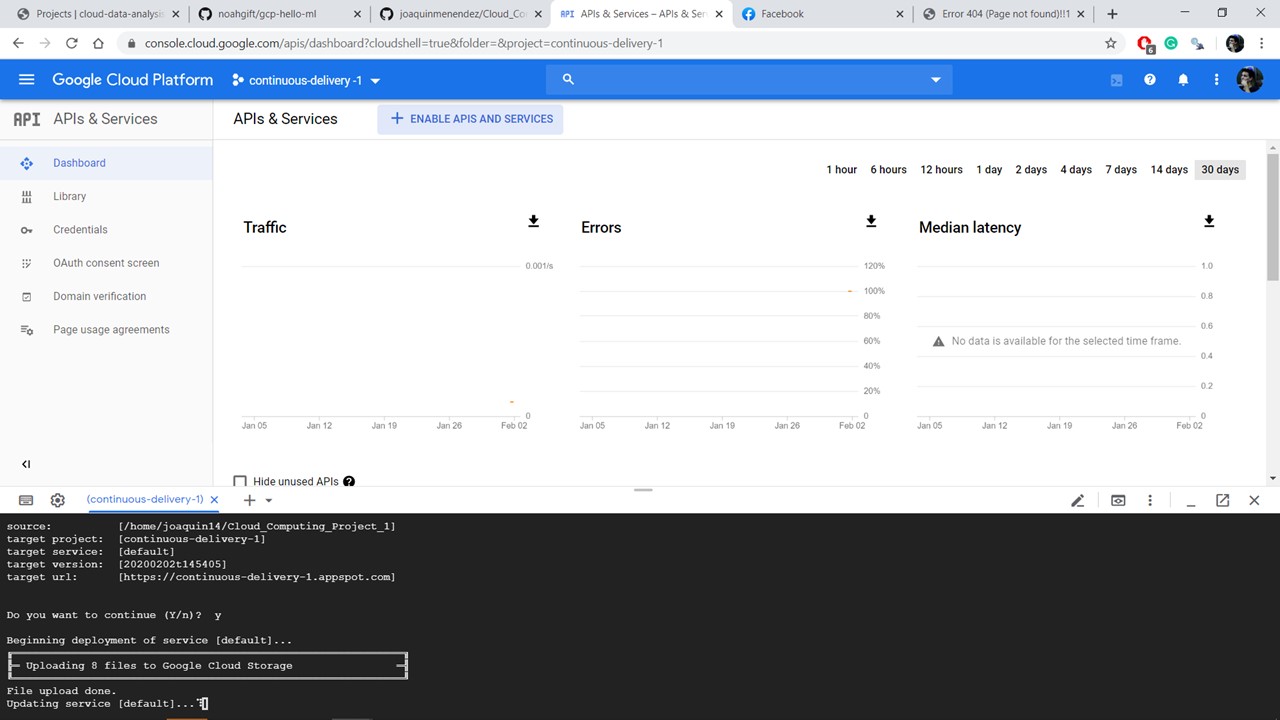 Projects | cloud-data-analysis
noahgift/gcp-hello-ml
joaquinmenendez/Cloud_Co
API APIs & Services – APIs & Ser
Facebook
Error 404 (Page not found)!!1
console.cloud.google.com/apis/dashboard?cloudshell=true&folder=&project=continuous-delivery-1
6
Google Cloud Platform
continuous-delivery -1
API APIs & Services
APIs & Services
ENABLE APIS AND SERVICES
Dashboard
Library
Credentials
OAuth consent screen
Domain verification
Page usage agreements
1 hour 6 hours 12 hours 1 day 2 days 4 days 7 days 14 days 30 days
Traffic
0.001/s
0
Jan 05 Jan 12 Jan 19 Jan 26 Feb 02
Errors
120%
100%
80%
60%
40%
20%
0
Jan 05 Jan 12 Jan 19 Jan 26 Feb 02
Median latency
1.0
0.8
0.6
No data is available for the selected time frame.
0.4
0.2
0
Jan 05 Jan 12 Jan 19 Jan 26 Feb 02
Hide unused APIs
(continuous-delivery-1)
source: [/home/joaquin14/Cloud_Computing_Project_1]
target project: [continuous-delivery-1]
target service: [default]
target version: [20200202t145405]
target url: [https://continuous-delivery-1.appspot.com]
Do you want to continue (Y/n)? y
Beginning deployment of service [default]...
Uploading 8 files to Google Cloud Storage
File upload done.
Updating service [default]...